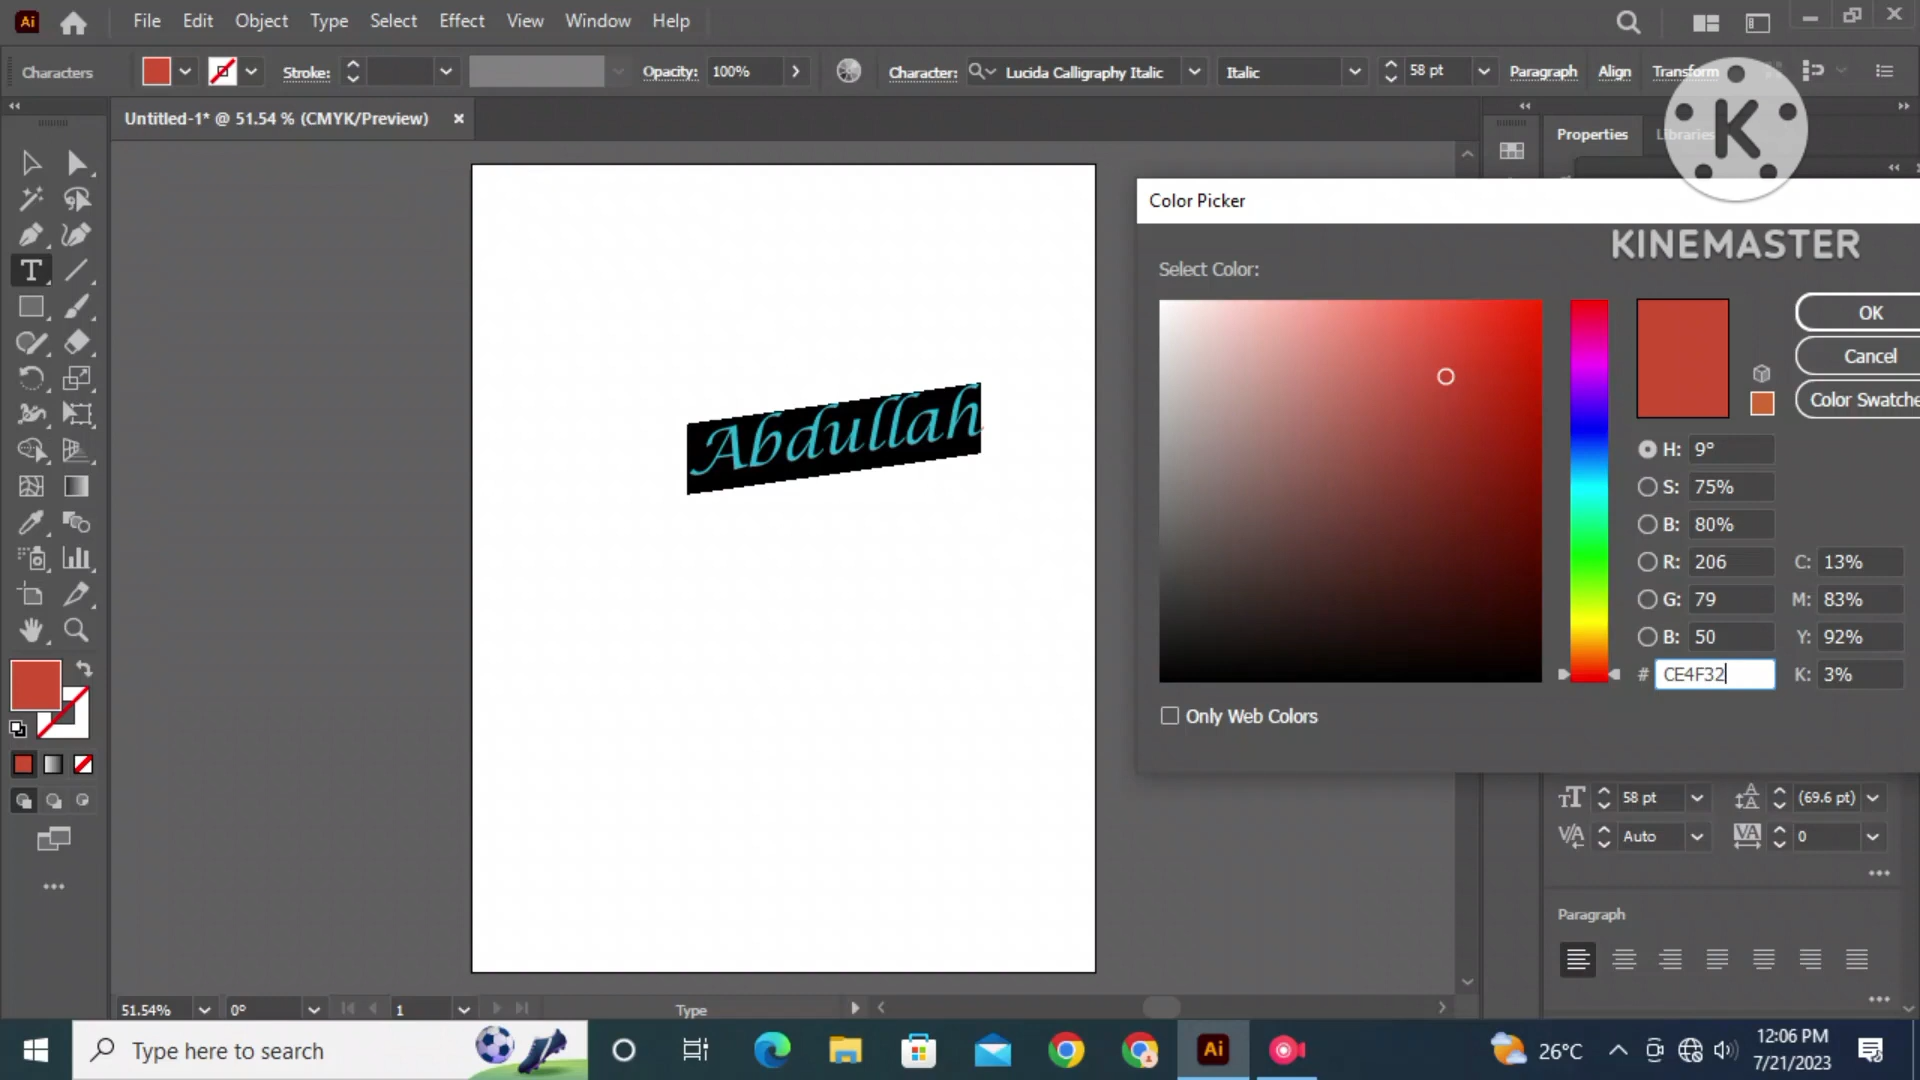 Ai File Edit Object Type Select Effect View Window Help
Characters Stroke: Opacity: 100% Character: Lucida Calligraphy Italic Italic 58 pt Paragraph Align Transform
Untitled-1* @ 51.54 % (CMYK/Preview) ×
Properties Libraries
K
KINEMASTER
Color Picker
Select Color:
OK
Cancel
Color Swatche
Abdullah
H: 9°
S: 75%
B: 80%
R: 206 C: 13%
G: 79 M: 83%
B: 50 Y: 92%
# CE4F32 K: 3%
Only Web Colors
58 pt (69.6 pt)
Auto 0
Paragraph
51.54% 0° 1 Type
Type here to search
Ai
26°C
12:06 PM
7/21/2023